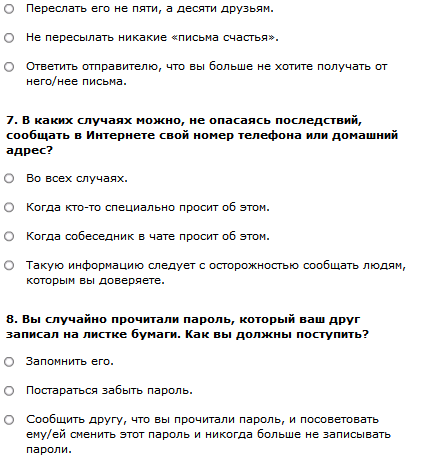 Переслать его не пяти, а десяти друзьям.
Не пересылать никакие «письма счастья».
Ответить отправителю, что вы больше не хотите получать от
него/нее письма.
7. В каких случаях можно, не опасаясь последствий,
сообщать в Интернете свой номер телефона или домашний
адрес?
Во всех случаях.
Когда кто-то специально просит об этом.
Когда собеседник в чате просит об этом.
Такую информацию следует с осторожностью сообщать людям,
которым вы доверяете.
8. Вы случайно прочитали пароль, который ваш друг
записал на листке бумаги. Как вы должны поступить?
Запомнить его.
Постараться забыть пароль.
Сообщить другу, что вы прочитали пароль, и посоветовать
ему/ей сменить этот пароль и никогда больше не записывать
пароли.